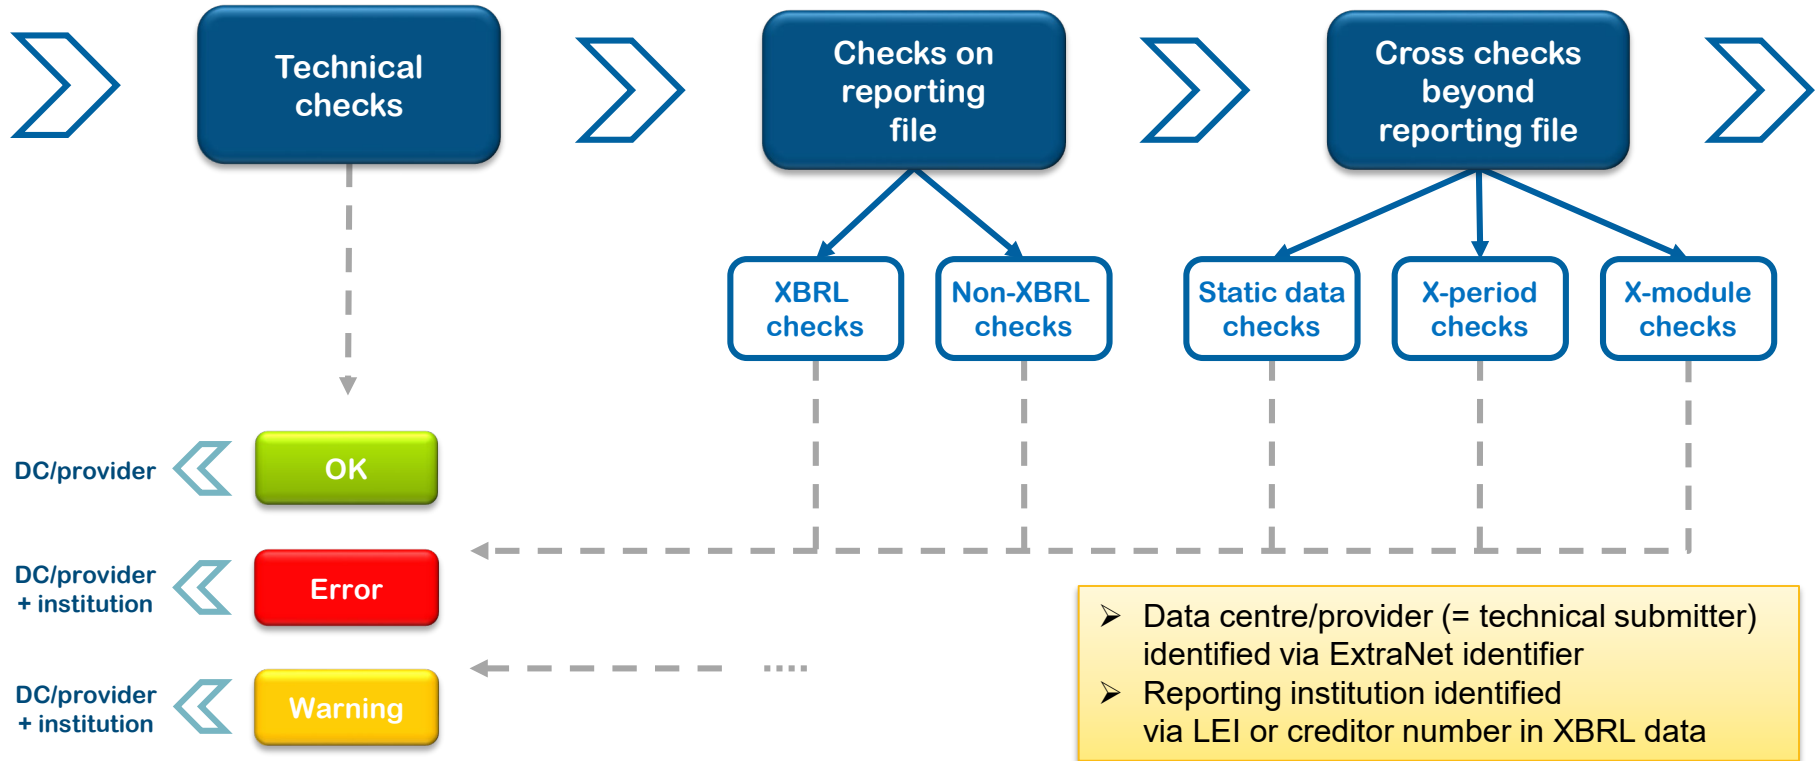 Technical
checks
Checks on
reporting
file
Cross checks
beyond
reporting file
XBRL
checks
Non-XBRL
checks
Static data
checks
X-period
checks
X-module
checks
DC/provider
OK
DC/provider
+ institution
Error
DC/provider
+ institution
Warning
➢ Data centre/provider (= technical submitter)
identified via ExtraNet identifier
➢ Reporting institution identified
via LEI or creditor number in XBRL data